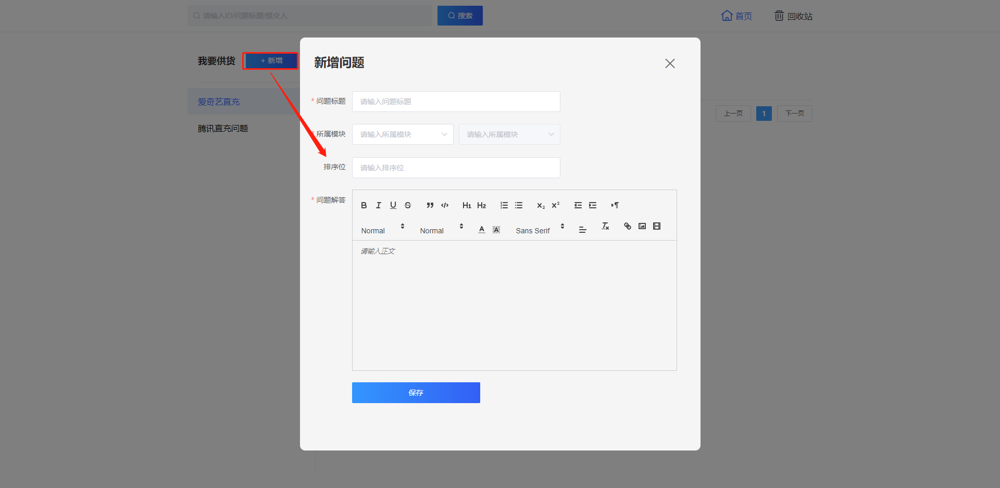 请输入ID/问题标题/提交人
搜索
首页
回收站
我要供货
+ 新增
爱奇艺直充
腾讯直充问题
新增问题
* 问题标题
请输入问题标题
* 所属模块
请输入所属模块
请输入所属模块
排序位
请输入排序位
* 问题解答
B I U S H1 H2 X2 X2
Normal Normal A A Sans Serif Tx
请输入正文
保存
上一页
1
下一页